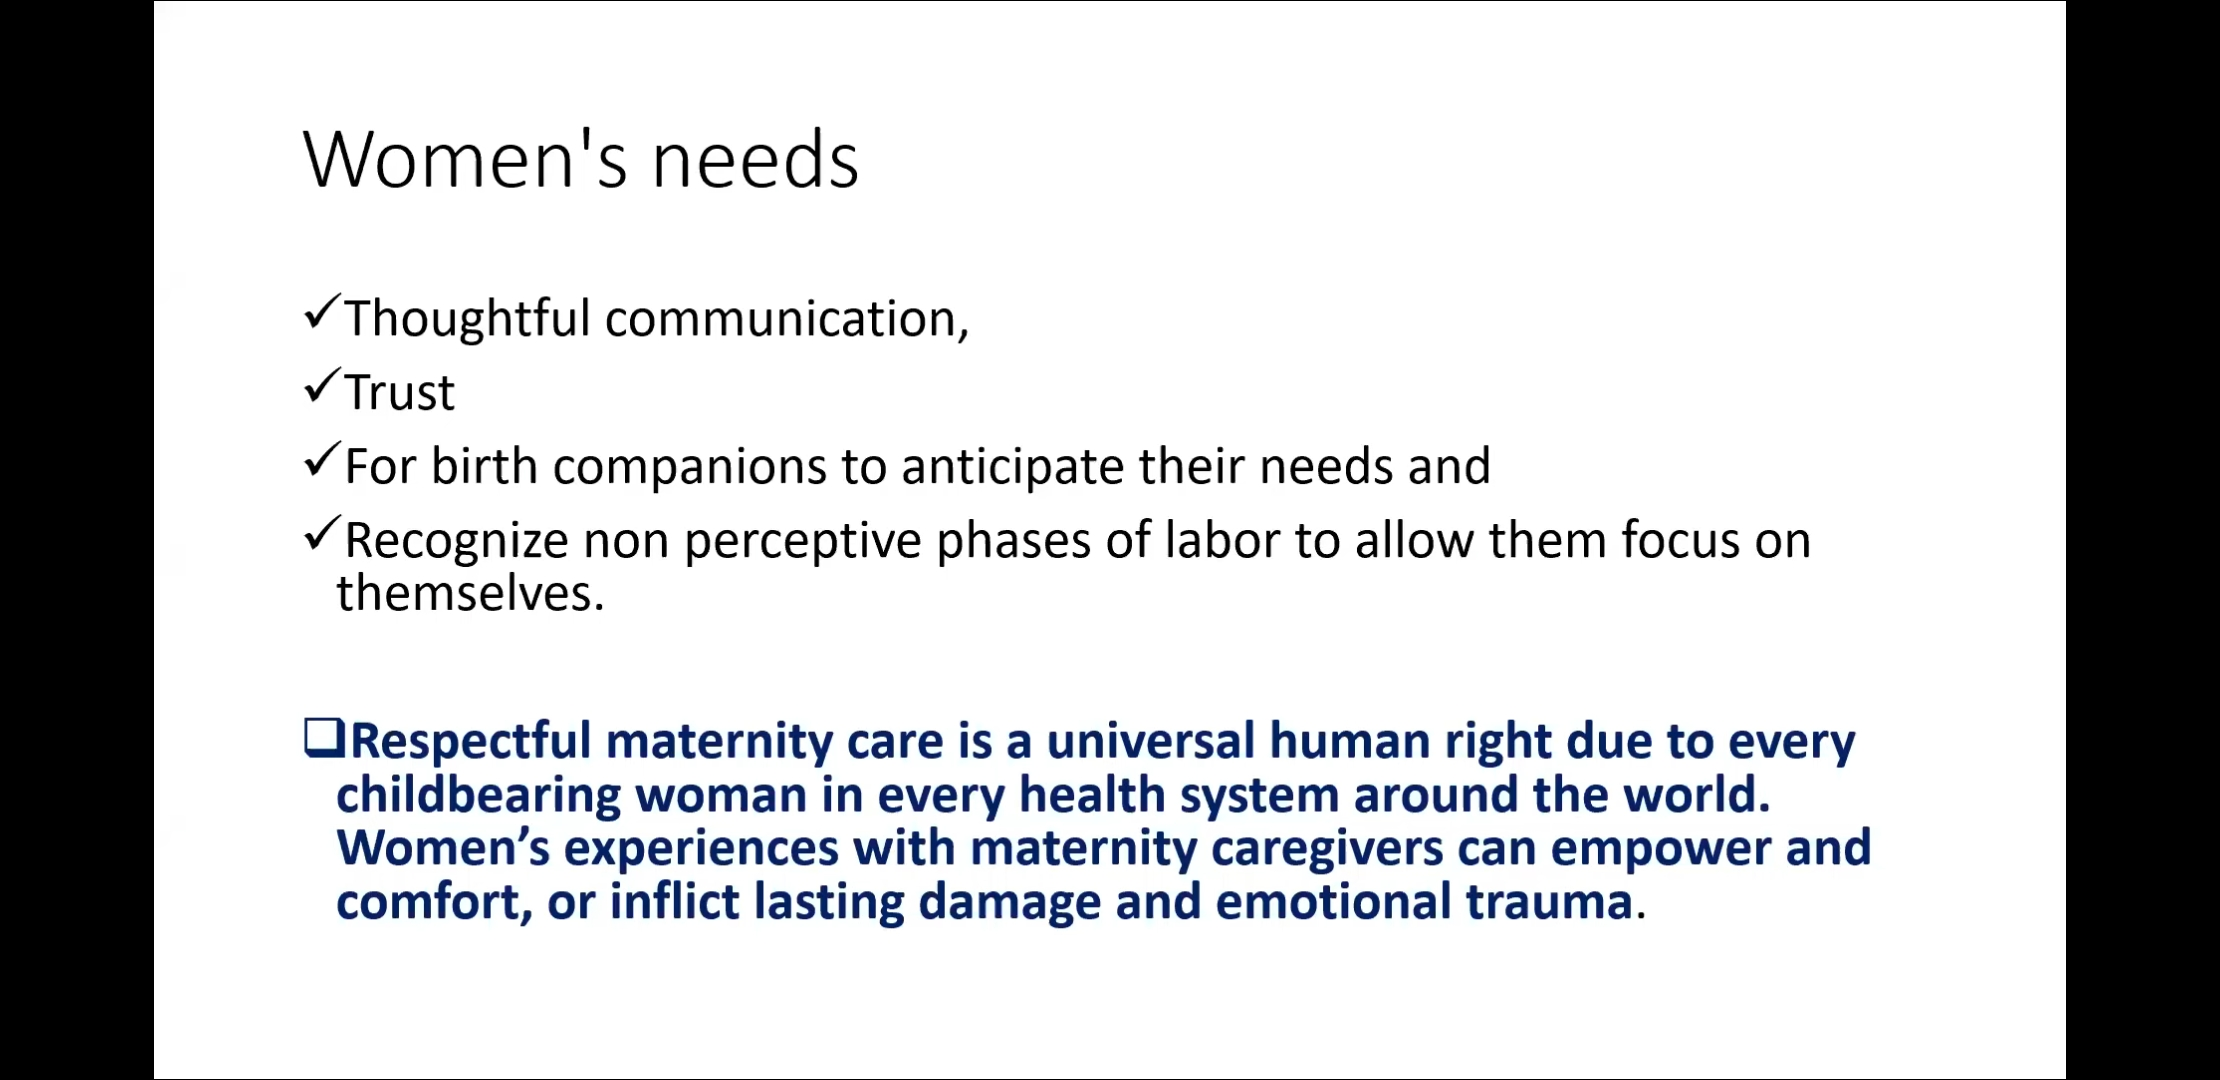 Women's needs
✓Thoughtful communication,
✓Trust
✓For birth companions to anticipate their needs and
✓Recognize non perceptive phases of labor to allow them focus on
themselves.
❑Respectful maternity care is a universal human right due to every
childbearing woman in every health system around the world.
Women’s experiences with maternity caregivers can empower and
comfort, or inflict lasting damage and emotional trauma.